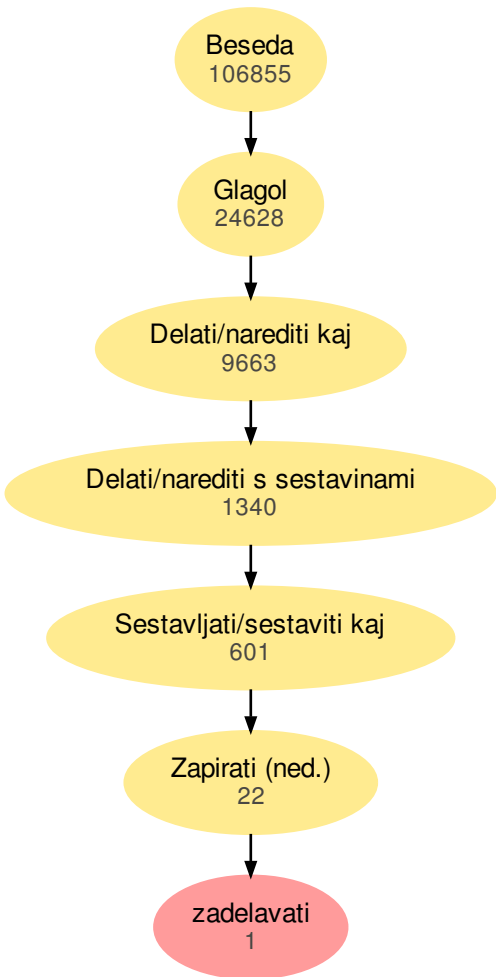 Beseda
106855
Glagol
24628
Delati/narediti kaj
9663
Delati/narediti s sestavinami
1340
Sestavljati/sestaviti kaj
601
Zapirati (ned.)
22
zadelavati
1